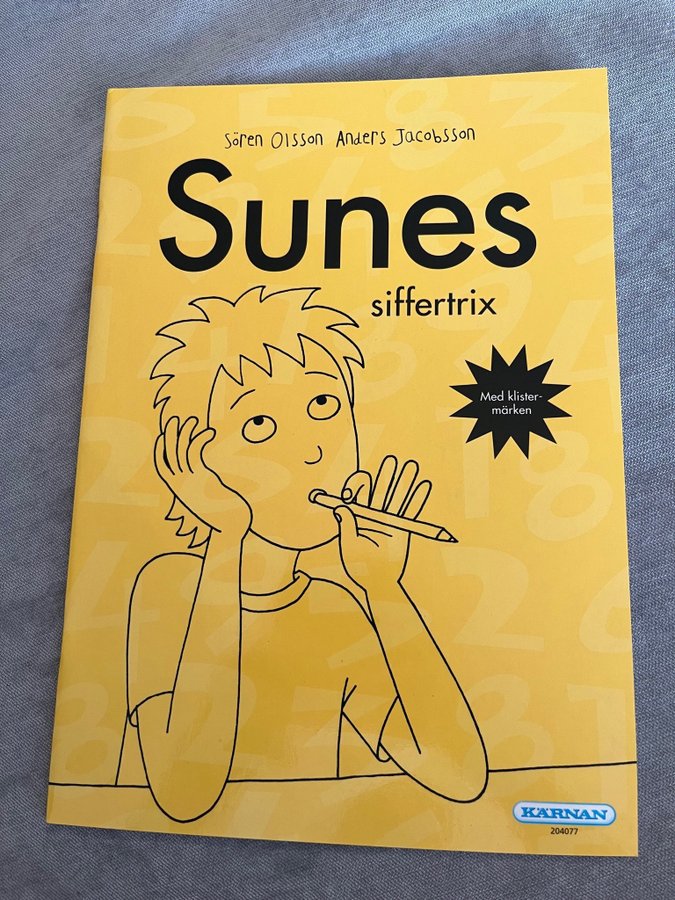 Sören Olsson Anders Jacobsson
Sunes
siffertrix
Med klister-
märken
KÄRNAN
204077